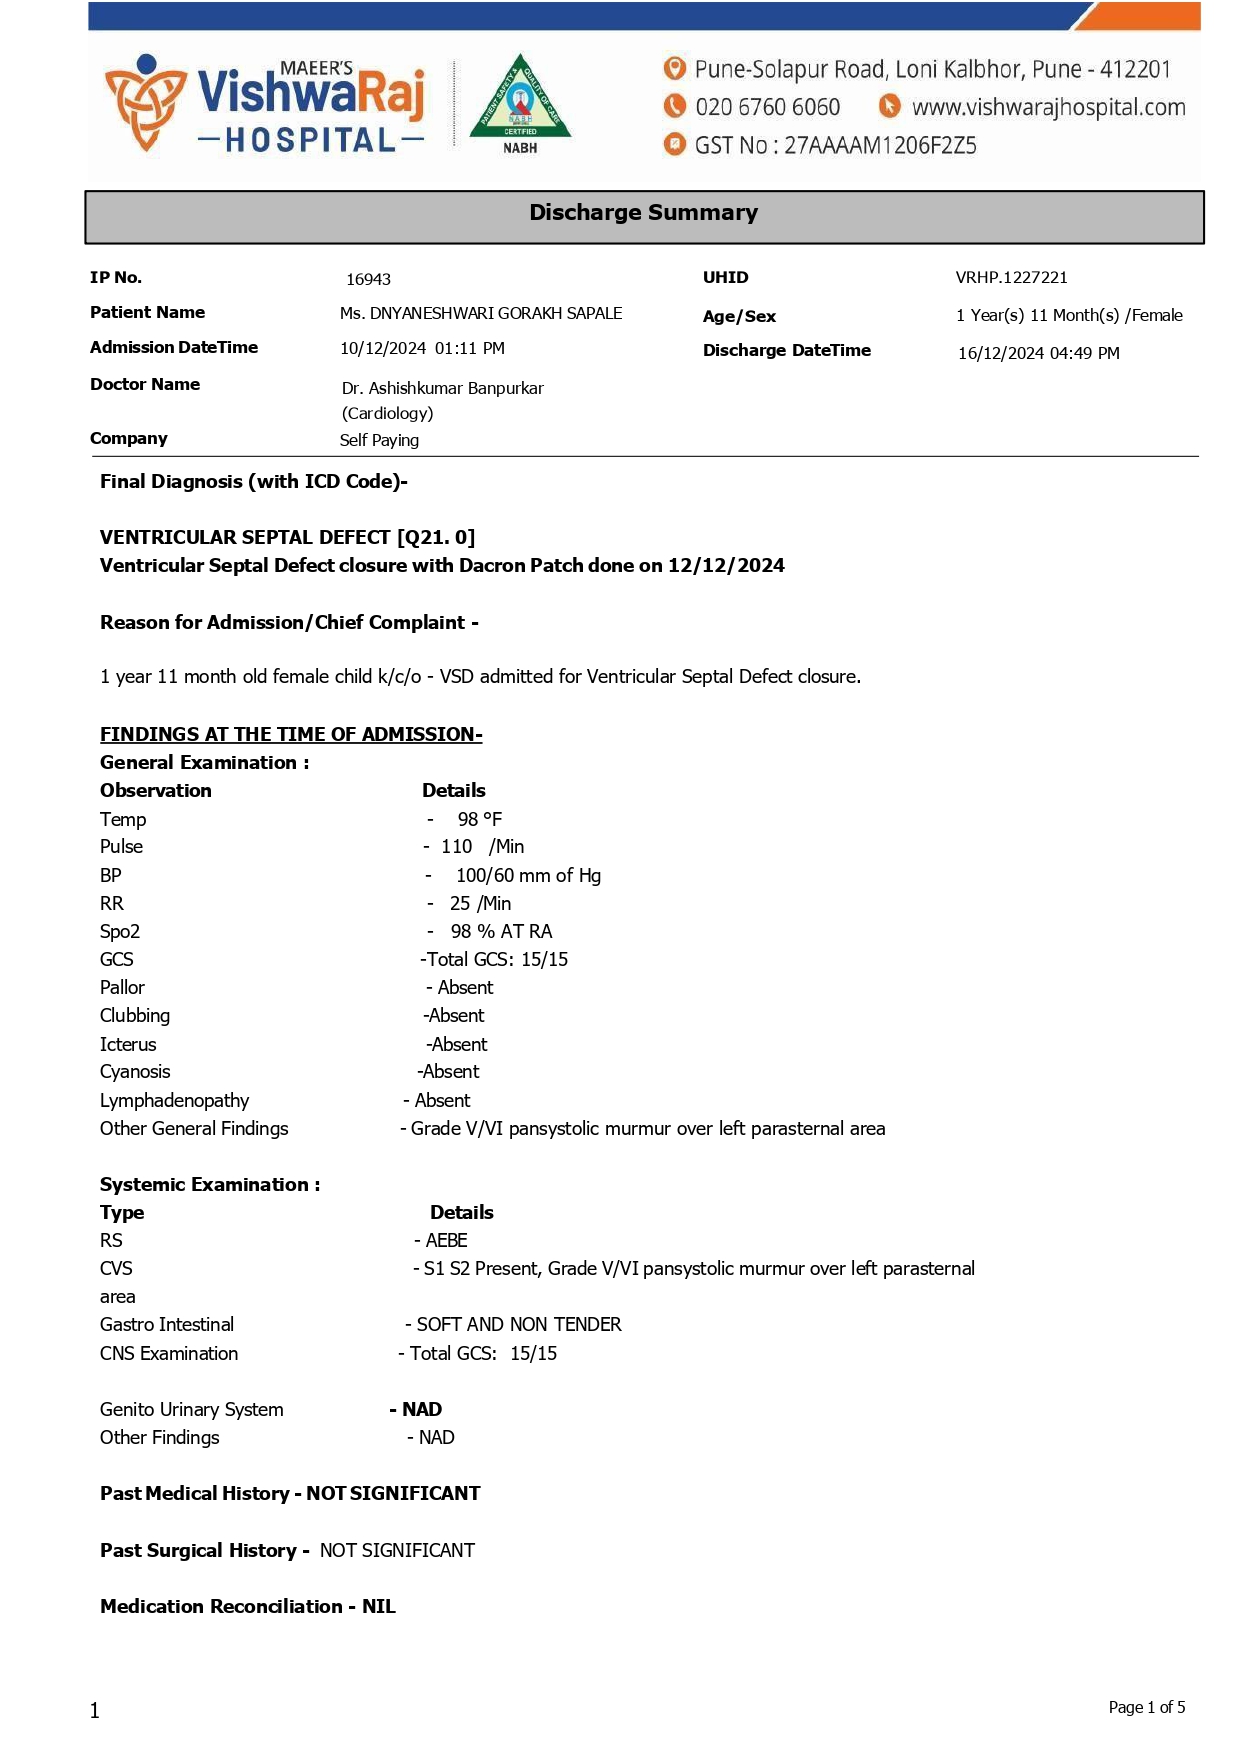 MAEER'S
VishwaRaj
HOSPITAL
PATIENT SAFETY & QUALITY OF CARE
NABH
CERTIFIED
NABH
Pune-Solapur Road, Loni Kalbhor, Pune - 412201
020 6760 6060 www.vishwarajhospital.com
GST No : 27AAAAM1206F2Z5
Discharge Summary
IP No. 16943 UHID VRHP.1227221
Patient Name Ms. DNYANESHWARI GORAKH SAPALE Age/Sex 1 Year(s) 11 Month(s) /Female
Admission DateTime 10/12/2024 01:11 PM Discharge DateTime 16/12/2024 04:49 PM
Doctor Name Dr. Ashishkumar Banpurkar
(Cardiology)
Company Self Paying
Final Diagnosis (with ICD Code)-
VENTRICULAR SEPTAL DEFECT [Q21. 0]
Ventricular Septal Defect closure with Dacron Patch done on 12/12/2024
Reason for Admission/Chief Complaint -
1 year 11 month old female child k/c/o - VSD admitted for Ventricular Septal Defect closure.
FINDINGS AT THE TIME OF ADMISSION-
General Examination :
Observation Details
Temp - 98 °F
Pulse - 110 /Min
BP - 100/60 mm of Hg
RR - 25 /Min
Spo2 - 98 % AT RA
GCS -Total GCS: 15/15
Pallor - Absent
Clubbing -Absent
Icterus -Absent
Cyanosis -Absent
Lymphadenopathy - Absent
Other General Findings - Grade V/VI pansystolic murmur over left parasternal area
Systemic Examination :
Type Details
RS - AEBE
CVS - S1 S2 Present, Grade V/VI pansystolic murmur over left parasternal
area
Gastro Intestinal - SOFT AND NON TENDER
CNS Examination - Total GCS: 15/15
Genito Urinary System - NAD
Other Findings - NAD
Past Medical History - NOT SIGNIFICANT
Past Surgical History - NOT SIGNIFICANT
Medication Reconciliation - NIL
1 Page 1 of 5